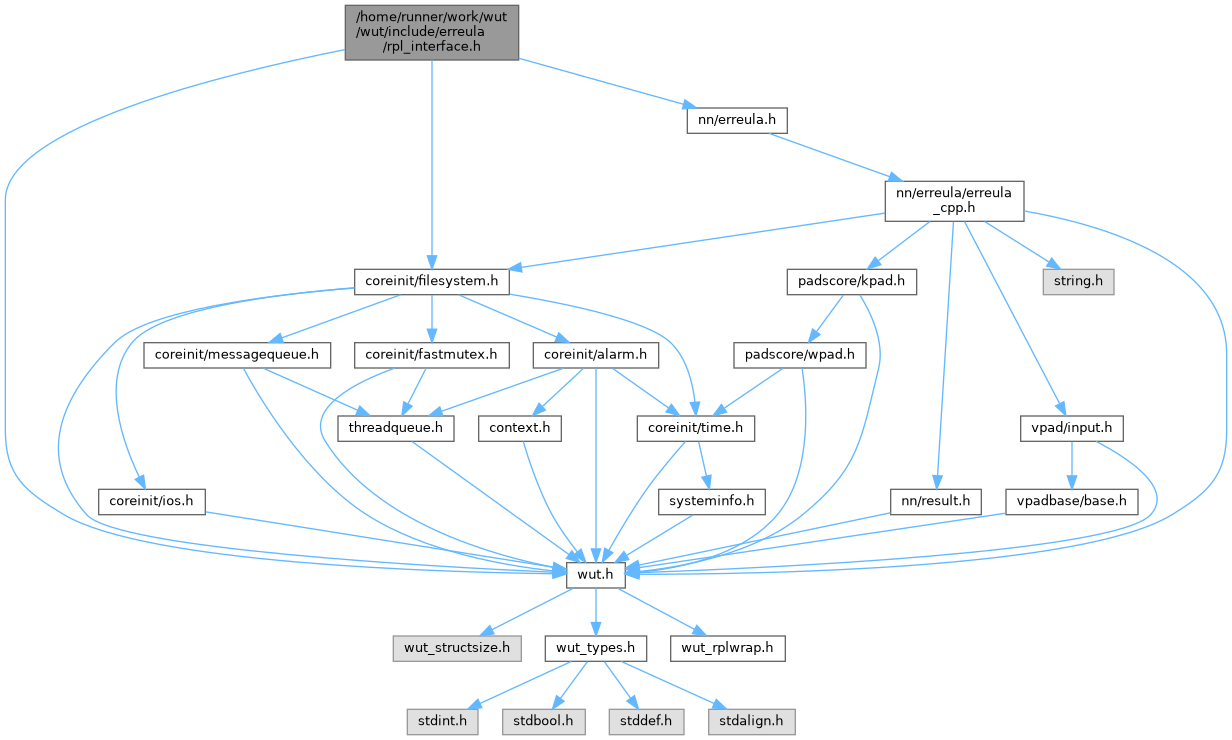 /home/runner/work/wut
/wut/include/erreula
/rpl_interface.h
nn/erreula.h
nn/erreula/erreula
_cpp.h
coreinit/filesystem.h
padscore/kpad.h
string.h
coreinit/messagequeue.h
coreinit/fastmutex.h
coreinit/alarm.h
padscore/wpad.h
threadqueue.h
context.h
coreinit/time.h
vpad/input.h
coreinit/ios.h
systeminfo.h
nn/result.h
vpadbase/base.h
wut.h
wut_structsize.h
wut_types.h
wut_rplwrap.h
stdint.h
stdbool.h
stddef.h
stdalign.h